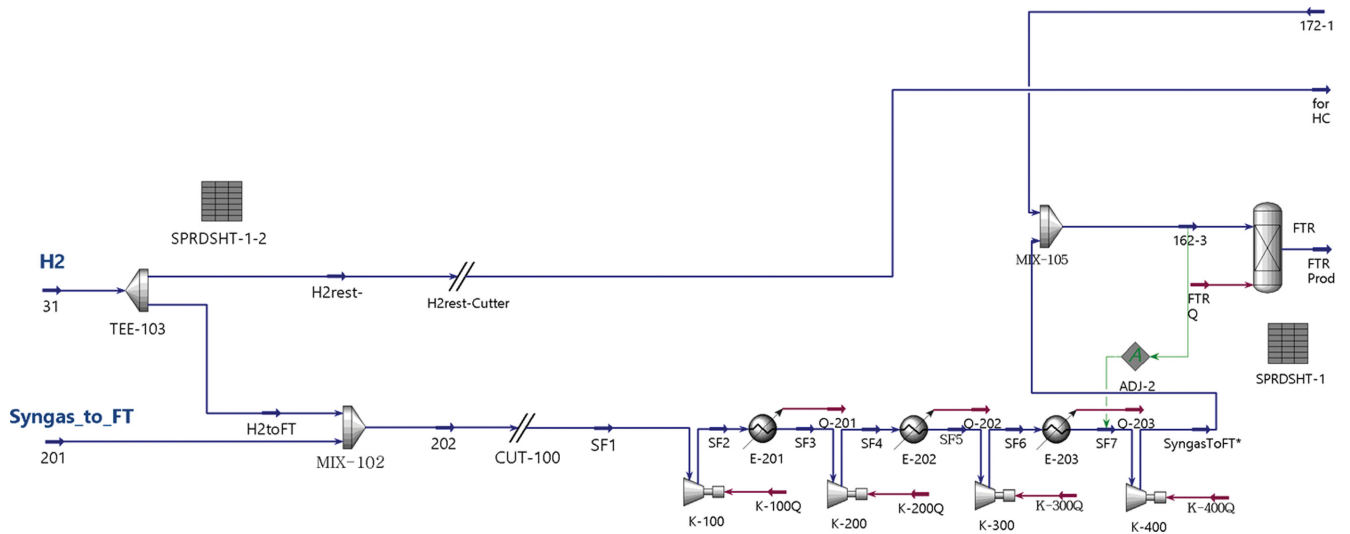 172-1
for
HC
SPRDSHT-1-2
H2
31
TEE-103
H2rest-
H2rest-Cutter
MIX-105
162-3
FTR
FTR
Prod
FTR
Q
SPRDSHT-1
A
ADJ-2
Syngas_to_FT
201
H2toFT
MIX-102
202
CUT-100
SF1
SF2
E-201
SF3
Q-201
SF4
E-202
SF5
Q-202
SF6
E-203
SF7
Q-203
SyngasToFT*
K-100
K-100Q
K-200
K-200Q
K-300
K-300Q
K-400
K-400Q